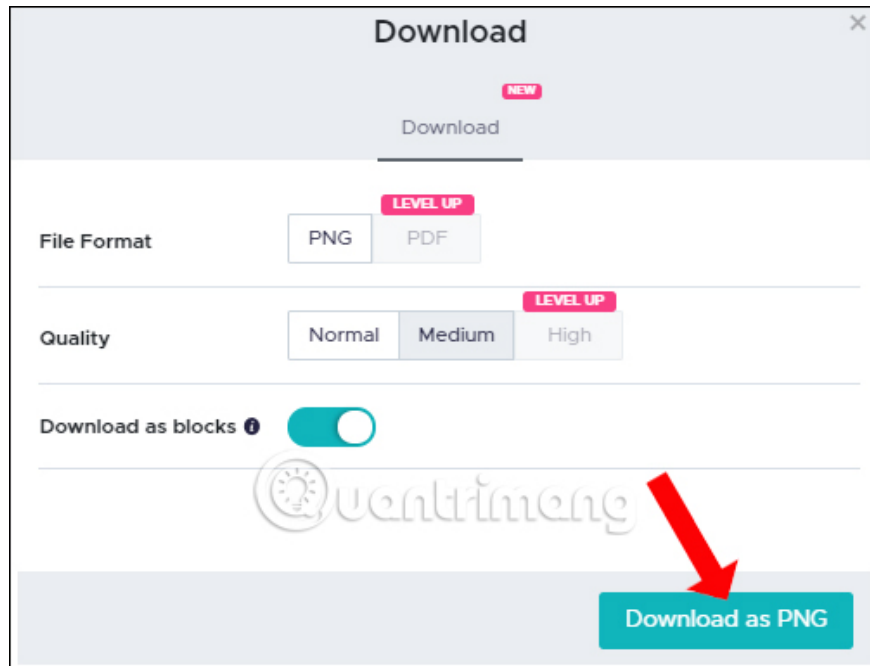 Download
NEW
Download
LEVEL UP
File Format PNG PDF
LEVEL UP
Quality Normal Medium High
Download as blocks
Quantrimang
Download as PNG